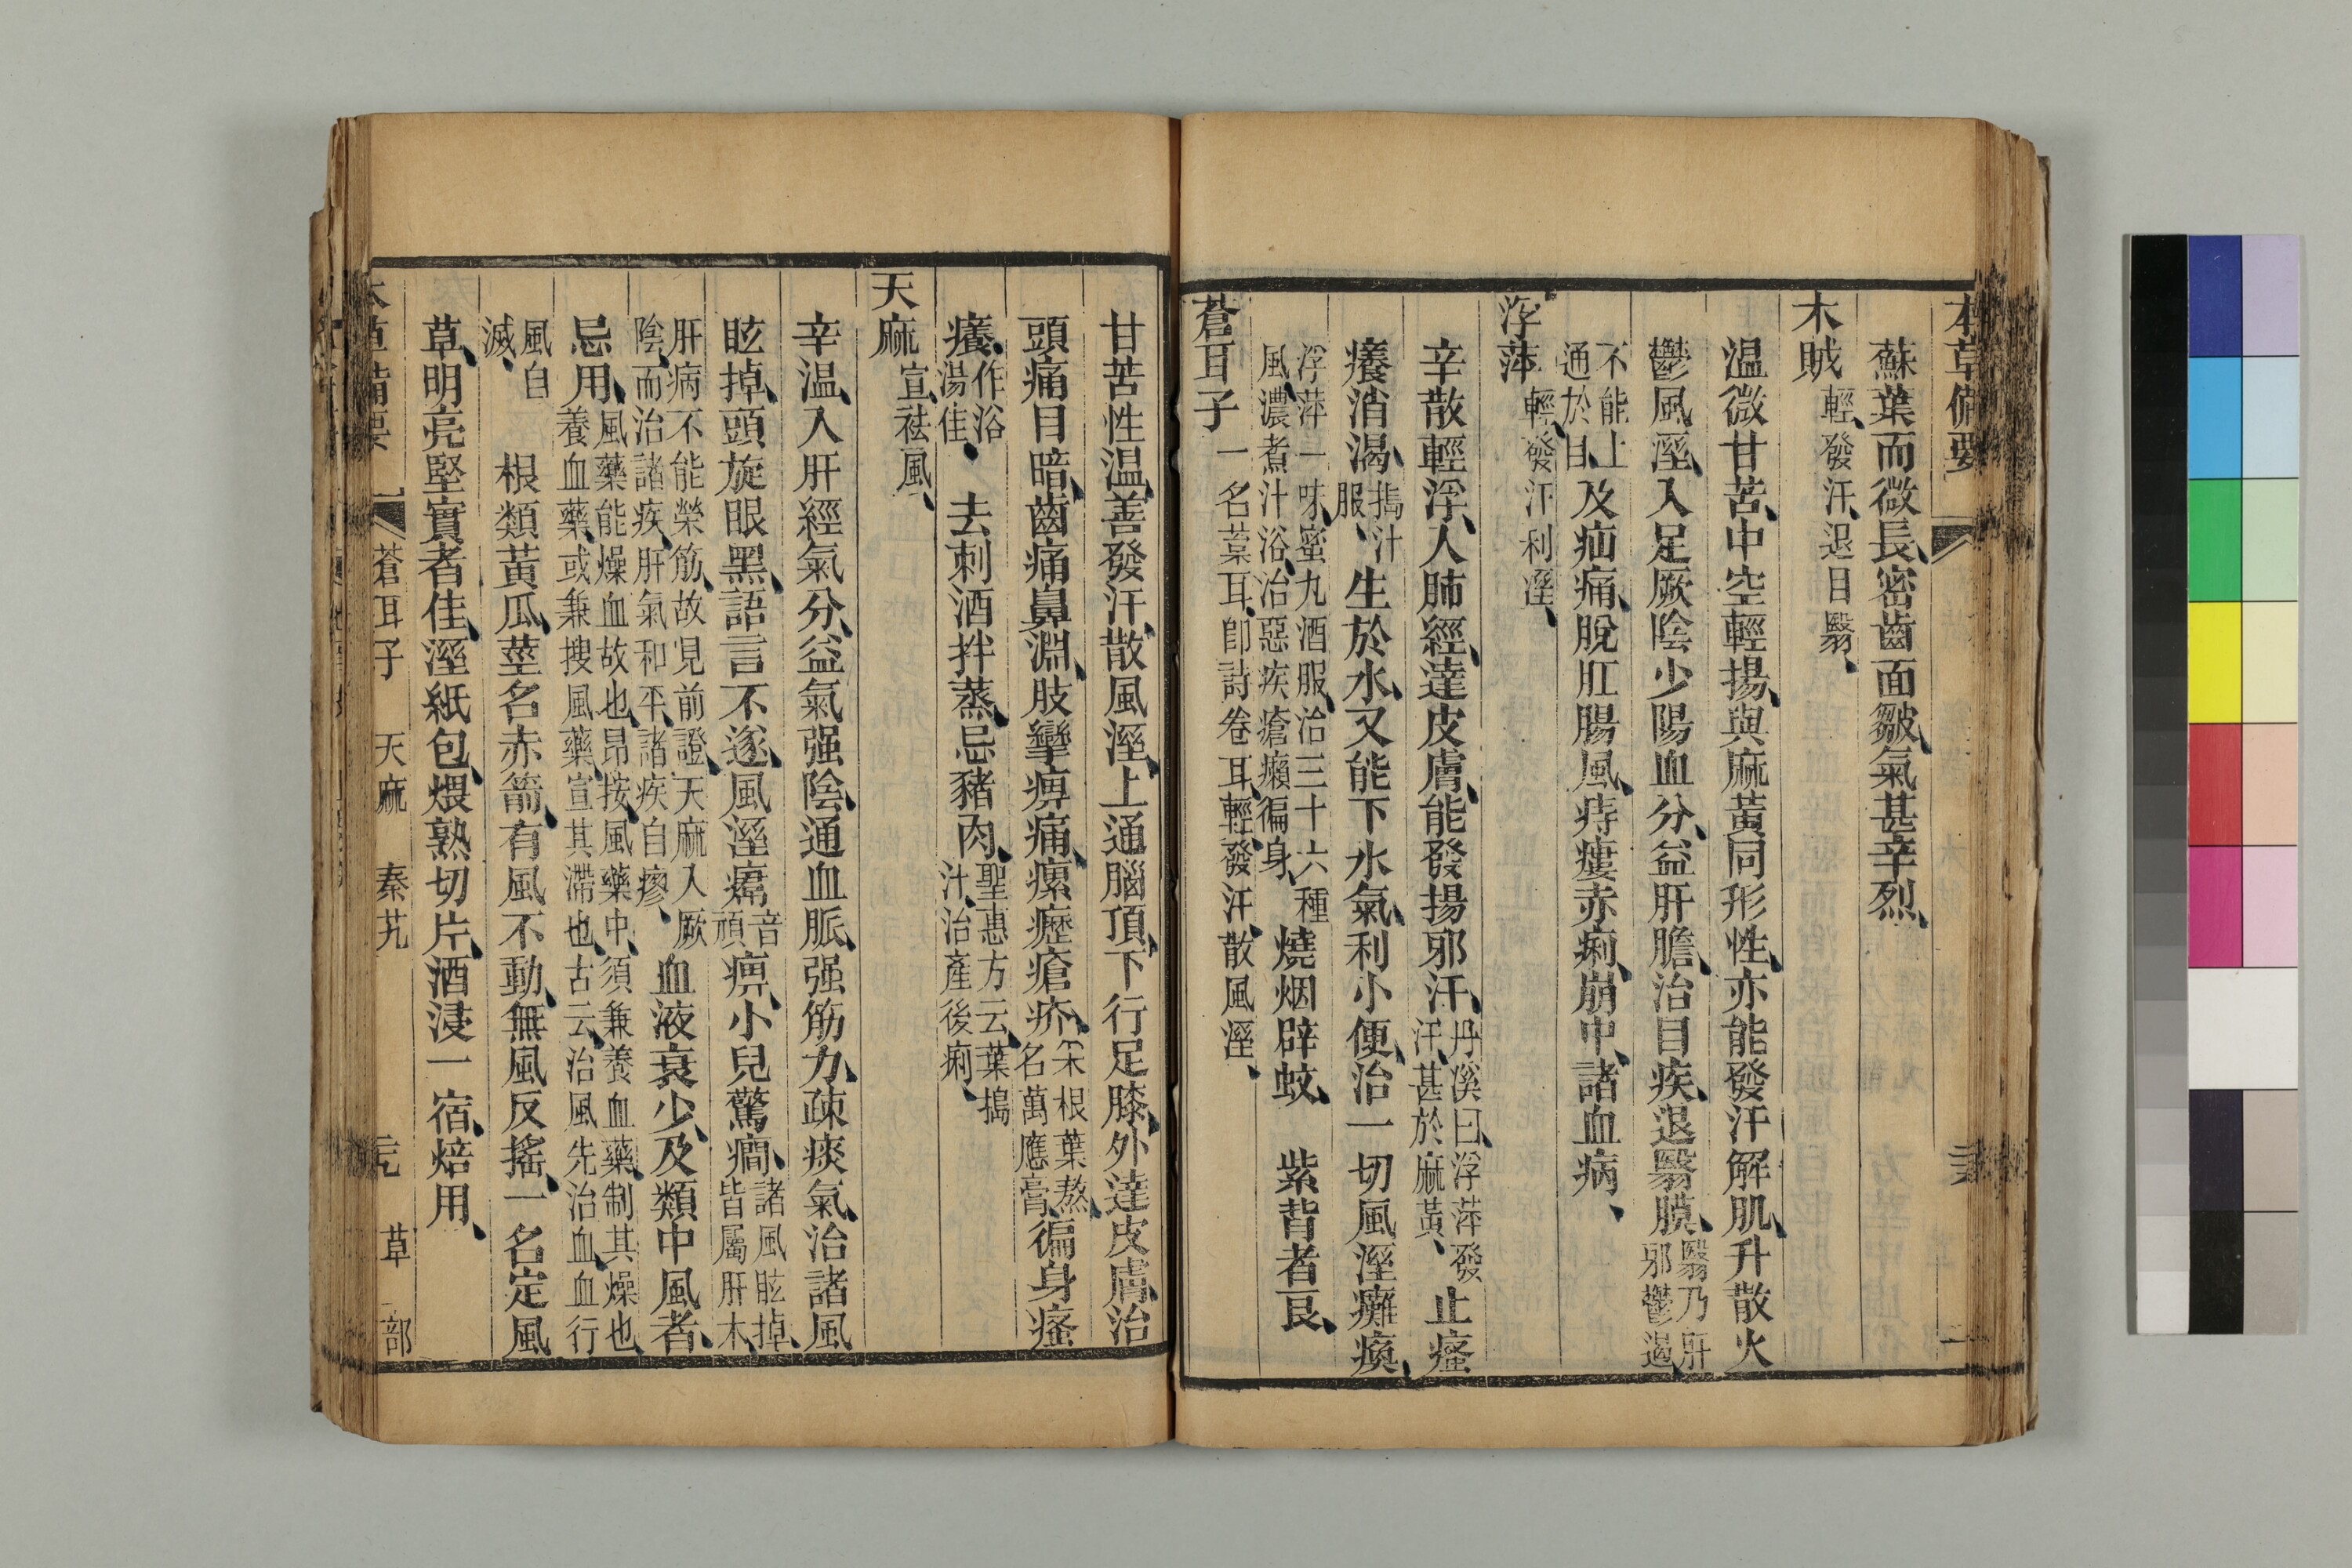 本草備要
蘇葉而微長、密齒面皺、氣甚辛烈、
木賊 輕、發汗、退目翳、
温微甘苦、中空輕揚、與麻黃同形性、亦能發汗解肌、升散火
鬱風溼、入足厥陰少陽血分、益肝膽、治目疾、退翳膜、翳乃肝邪鬱遏、
不能上通於目、及疝痛、脫肛腸風、痔瘻赤痢、崩中、諸血病、
浮萍 輕、發汗利溼、
辛散輕浮、入肺經、達皮膚、能發揚邪汗、丹溪曰、浮萍發汗、甚於麻黃、止瘙
癢消渴、擣汁服、生於水、又能下水氣、利小便、治一切風溼癱瘓、
浮萍一味、蜜丸酒服、治三十六種風、濃煮汁浴、治惡疾瘡癩徧身、燒烟辟蚊、紫背者良、
蒼耳子 一名葈耳、卽詩卷耳、輕、發汗、散風溼、
甘苦性温、善發汗、散風溼、上通腦頂、下行足膝、外達皮膚、治
頭痛目暗、齒痛鼻淵、肢攣痹痛、瘰癧瘡疥、采根葉熬、名萬應膏、徧身瘙
癢、作浴湯佳、去刺酒拌蒸、忌豬肉、聖惠方云、葉搗汁、治產後痢、
天麻 宣、祛風、
辛温、入肝經氣分、益氣强陰、通血脈、强筋力、疎痰氣、治諸風
眩掉、頭旋眼黑、語言不遂、風溼㾽音頑痹、小兒驚癇、諸風眩掉、皆屬肝木、
肝病不能榮筋、故見前證、天麻入厥陰、而治諸疾、肝氣和平、諸疾自瘳、血液衰少、及類中風者、
忌用、風藥能燥血故也、昂按、風藥中、須兼養血藥、制其燥也、養血藥、或兼搜風藥、宣其滯也、古云、治風先治血、血行
風自滅、根類黃瓜、莖名赤箭、有風不動、無風反搖、一名定風
草、明亮堅實者佳、溼紙包、煨熟切片、酒浸一宿、焙用、
本草備要 蒼耳子 天麻 秦艽 草部